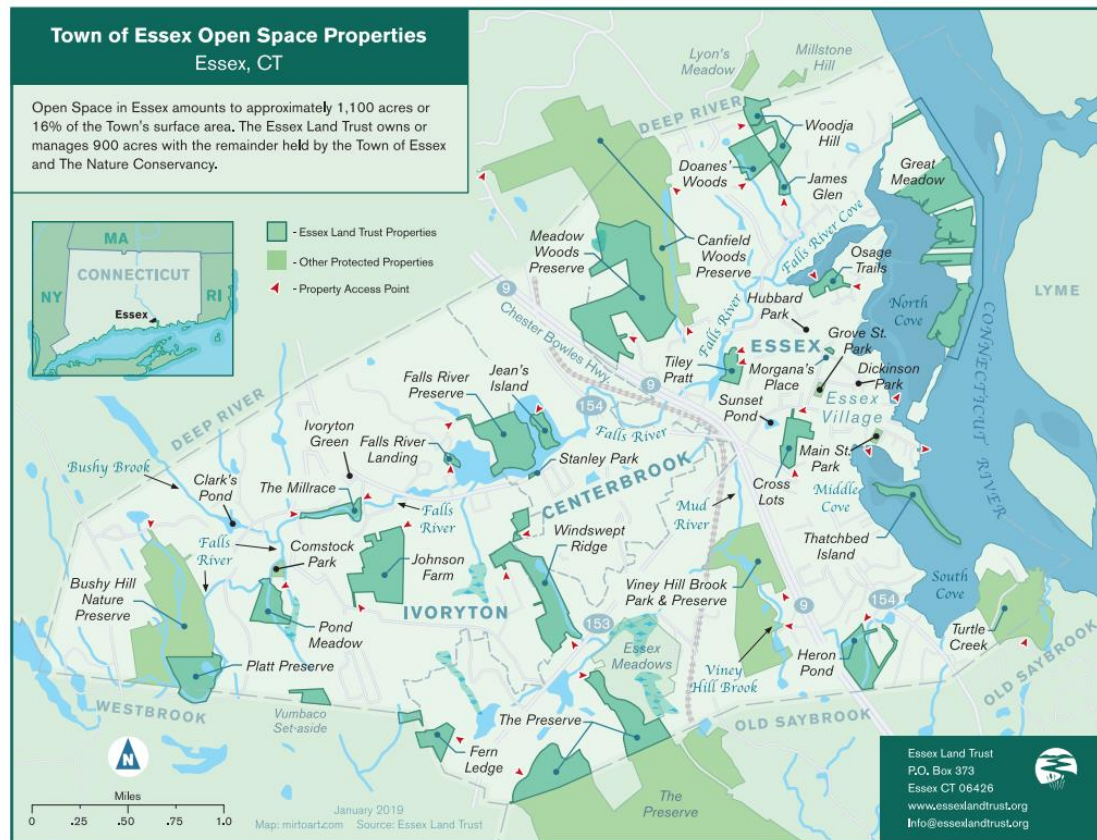 Town of Essex Open Space Properties
Essex, CT
Open Space in Essex amounts to approximately 1,100 acres or
16% of the Town's surface area. The Essex Land Trust owns or
manages 900 acres with the remainder held by the Town of Essex
and The Nature Conservancy.
MA
CONNECTICUT
NY
RI
Essex
- Essex Land Trust Properties
- Other Protected Properties
- Property Access Point
Lyon's
Meadow
Millstone
Hill
DEEP RIVER
Woodja
Hill
Doanes'
Woods
James
Glen
Great
Meadow
Meadow
Woods
Preserve
Canfield
Woods
Preserve
Falls River Cove
Osage
Trails
LYME
9
Chester Bowles Hwy.
Falls River
Hubbard
Park
North
Cove
CONNECTICUT RIVER
ESSEX
Grove St.
Park
Tiley
Pratt
Morgana's
Place
Dickinson
Park
9
Sunset
Pond
Essex
Village
Falls River
Preserve
Jean's
Island
154
Falls River
DEEP RIVER
Ivoryton
Green
Falls River
Landing
Stanley Park
Main St.
Park
Bushy Brook
Clark's
Pond
The Millrace
CENTERBROOK
Cross
Lots
Middle
Cove
Falls
River
Mud
River
Falls
River
Comstock
Park
Johnson
Farm
Windswept
Ridge
Thatchbed
Island
Bushy Hill
Nature
Preserve
IVORYTON
Viney Hill Brook
Park & Preserve
9
154
South
Cove
Pond
Meadow
153
Essex
Meadows
Heron
Pond
Turtle
Creek
Platt Preserve
Viney
Hill Brook
WESTBROOK
Vumbaco
Set-aside
The Preserve
OLD SAYBROOK
OLD SAYBROOK
Fern
Ledge
The
Preserve
N
Miles
0 .25 .50 .75 1.0
January 2019
Map: mirtoart.com Source: Essex Land Trust
Essex Land Trust
P.O. Box 373
Essex CT 06426
www.essexlandtrust.org
Info@essexlandtrust.org